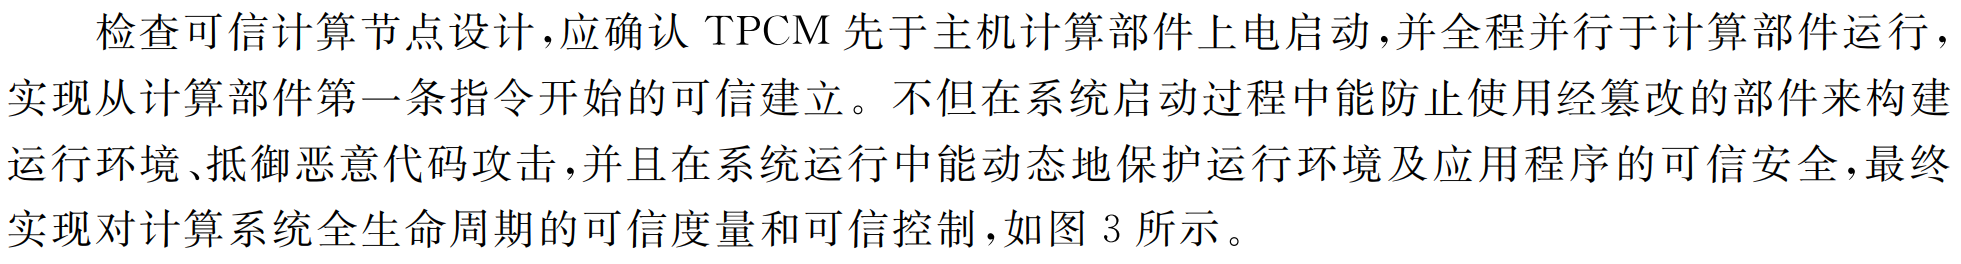 检查可信计算节点设计,应确认 TPCM 先于主机计算部件上电启动,并全程并行于计算部件运行,
实现从计算部件第一条指令开始的可信建立。不但在系统启动过程中能防止使用经篡改的部件来构建
运行环境、抵御恶意代码攻击,并且在系统运行中能动态地保护运行环境及应用程序的可信安全,最终
实现对计算系统全生命周期的可信度量和可信控制,如图 3 所示。